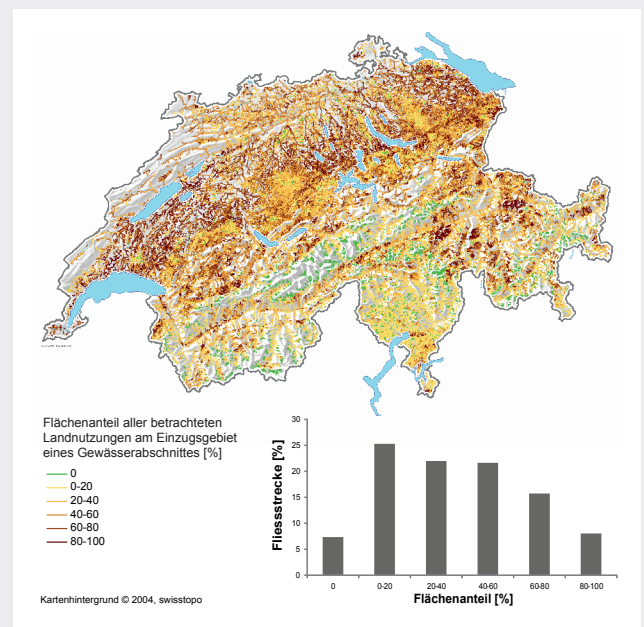 Flächenanteil aller betrachteten
Landnutzungen am Einzugsgebiet
eines Gewässerabschnittes [%]
0
0-20
20-40
40-60
60-80
80-100
Kartenhintergrund © 2004, swisstopo
Fliessstrecke [%]
30
25
20
15
10
5
0
0 0-20 20-40 40-60 60-80 80-100
Flächenanteil [%]